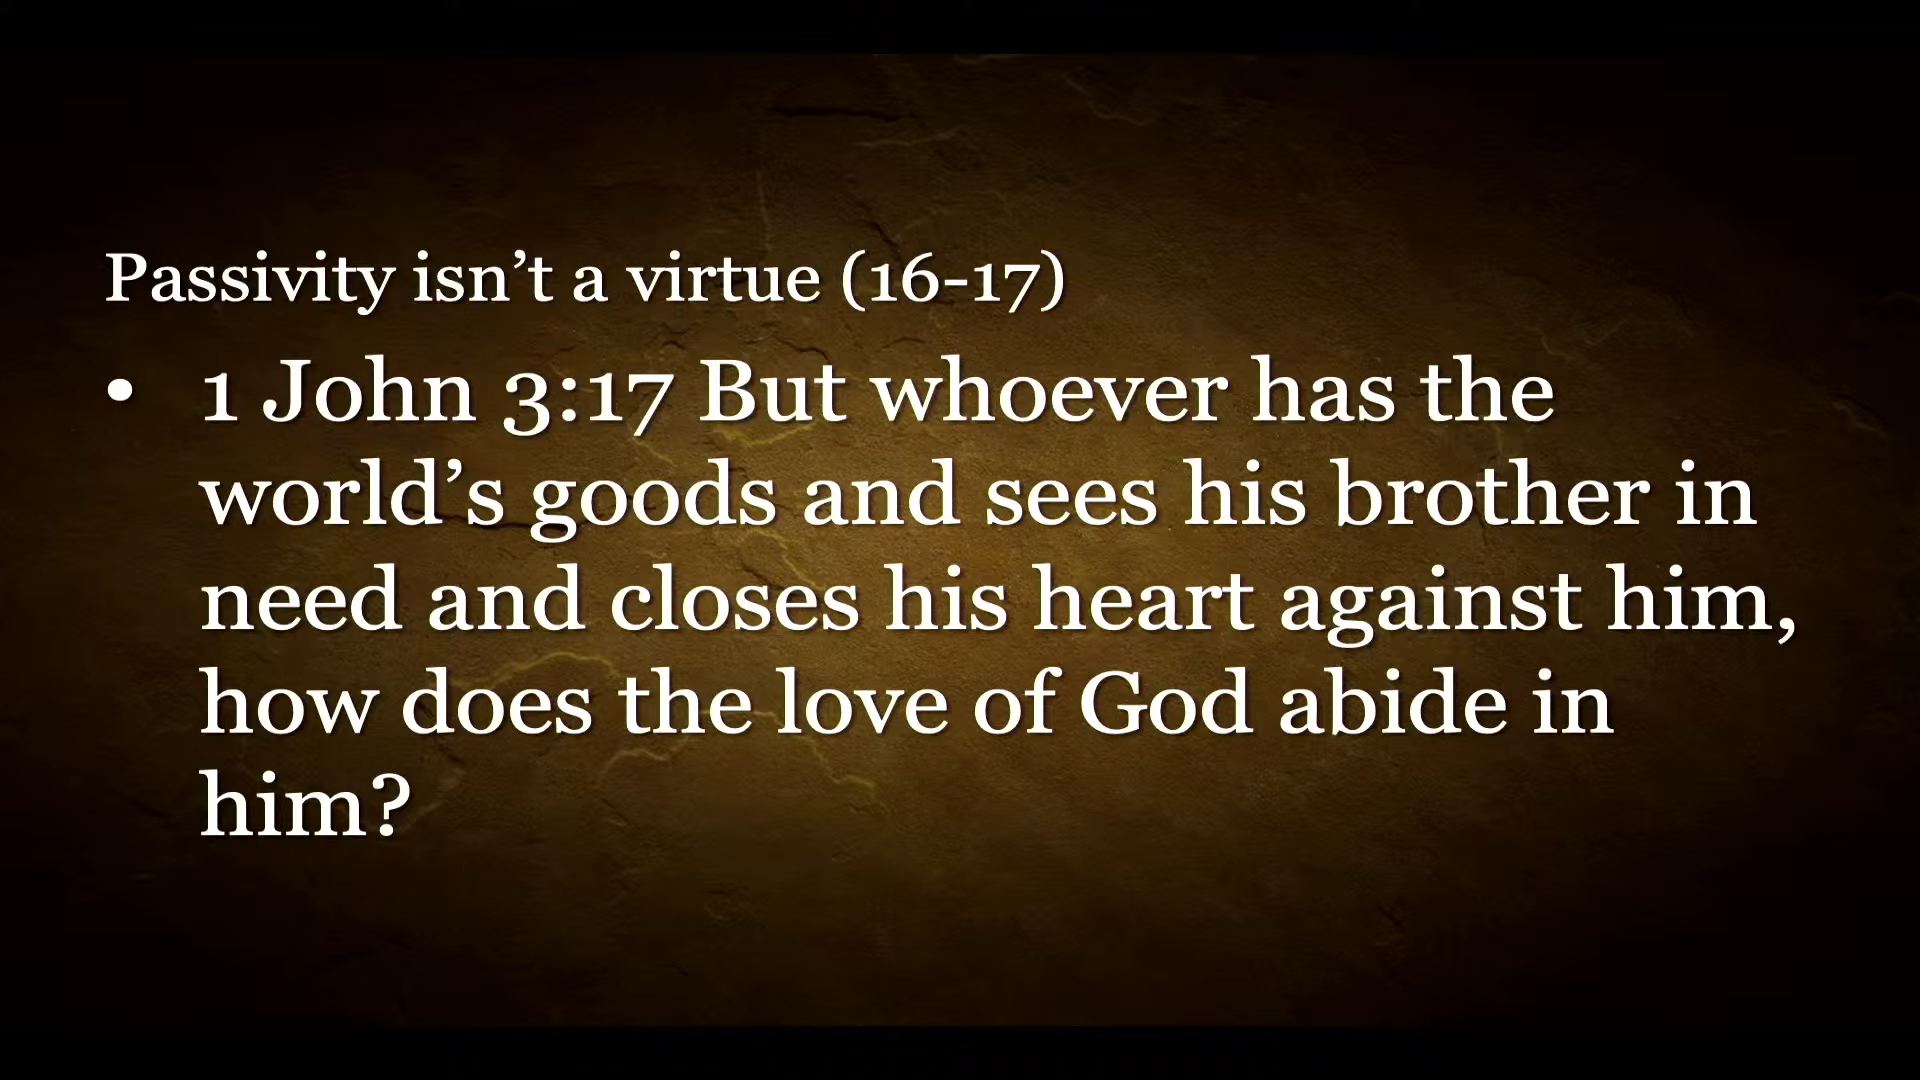 Passivity isn’t a virtue (16-17)
• 1 John 3:17 But whoever has the
world’s goods and sees his brother in
need and closes his heart against him,
how does the love of God abide in
him?